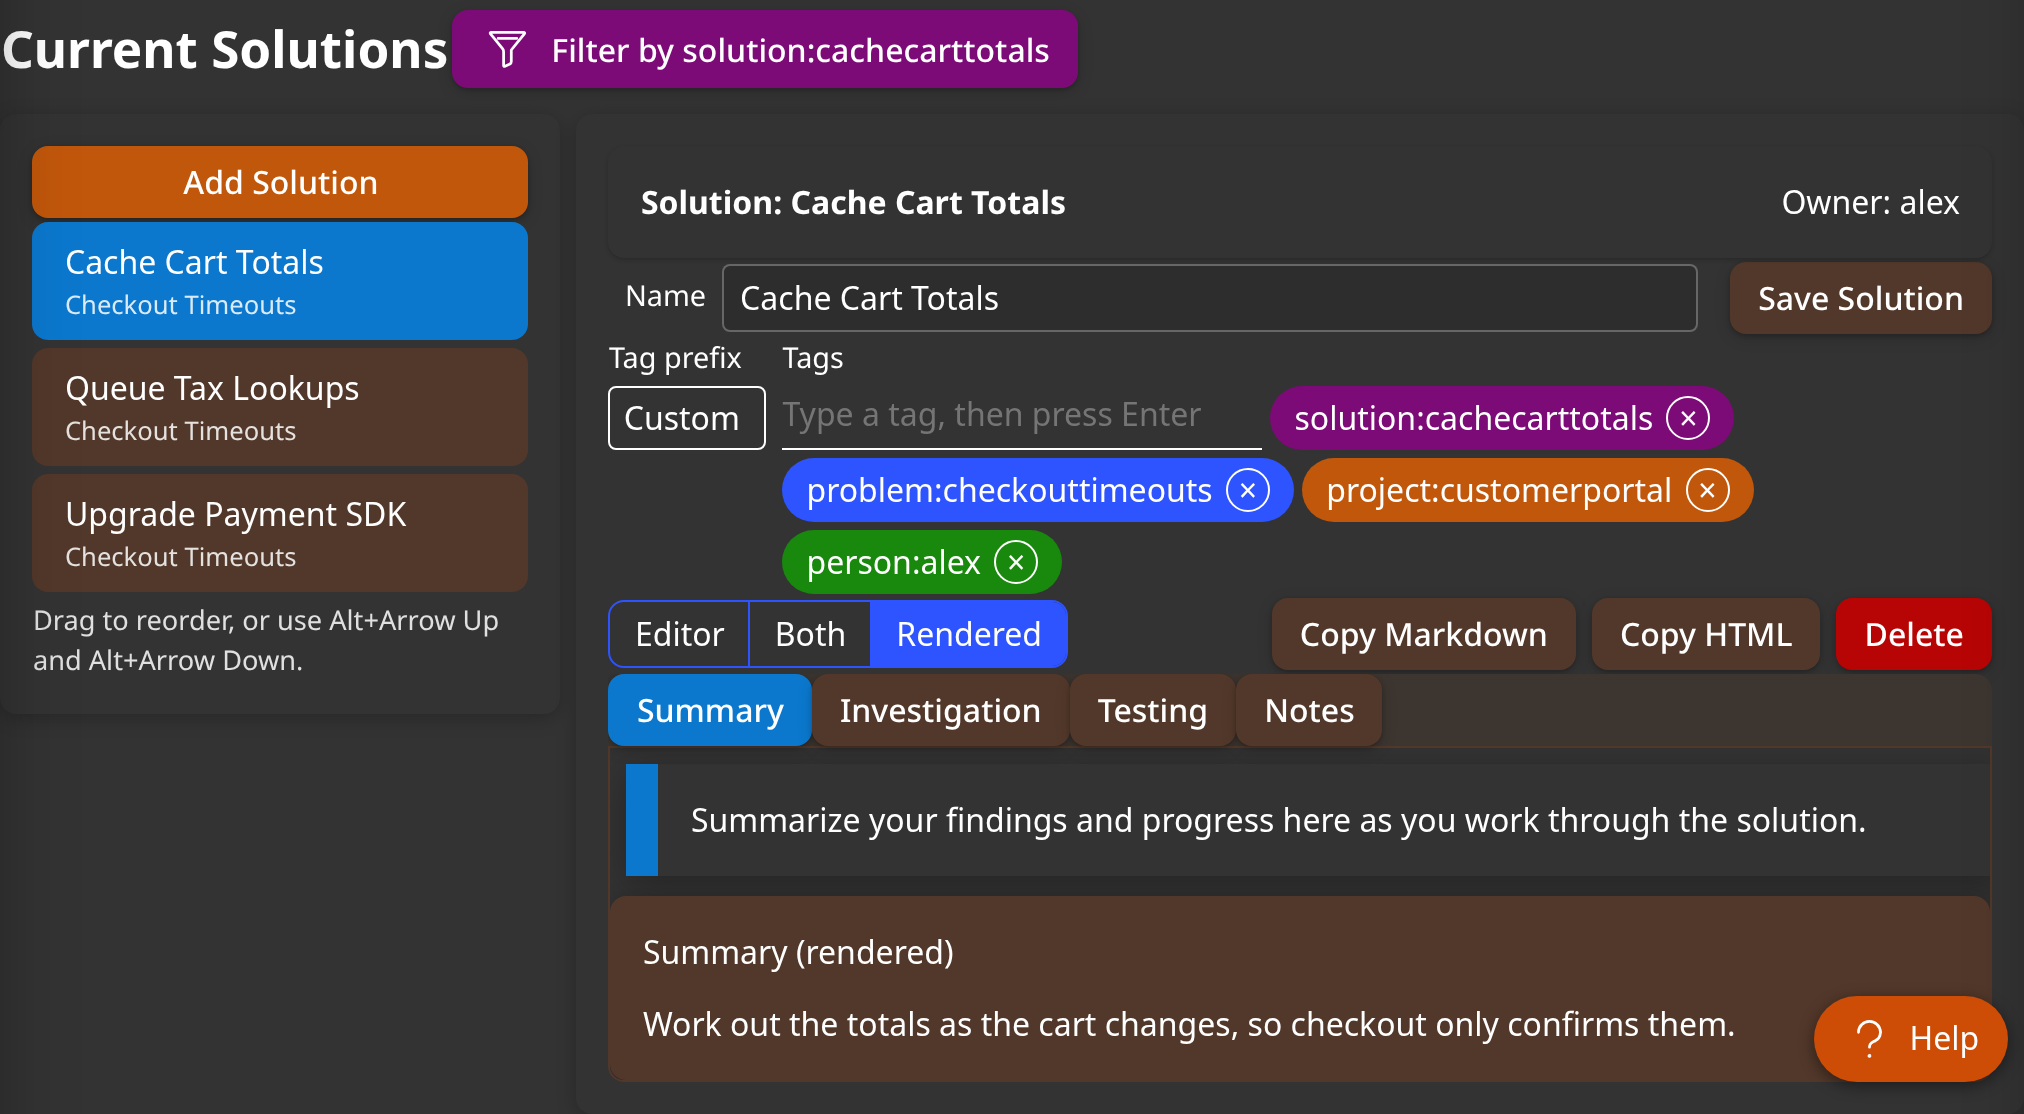 Current Solutions
Filter by solution:cachecarttotals
Add Solution
Cache Cart Totals
Checkout Timeouts
Queue Tax Lookups
Checkout Timeouts
Upgrade Payment SDK
Checkout Timeouts
Drag to reorder, or use Alt+Arrow Up
and Alt+Arrow Down.
Solution: Cache Cart Totals
Owner: alex
Name
Cache Cart Totals
Save Solution
Tag prefix
Tags
Custom
Type a tag, then press Enter
solution:cachecarttotals
problem:checkouttimeouts
project:customerportal
person:alex
Editor
Both
Rendered
Copy Markdown
Copy HTML
Delete
Summary
Investigation
Testing
Notes
Summarize your findings and progress here as you work through the solution.
Summary (rendered)
Work out the totals as the cart changes, so checkout only confirms them.
Help